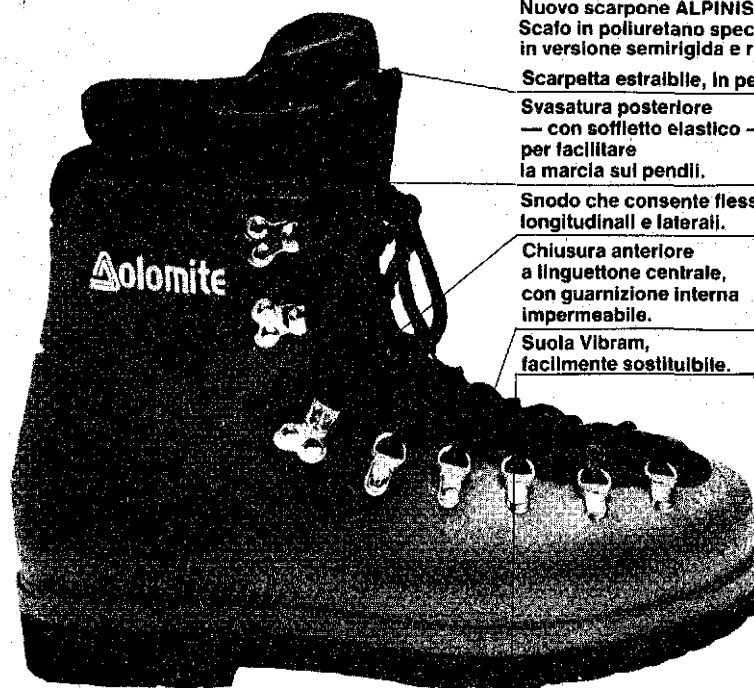 Nuovo scarpone ALPINIS
Scafo in poliuretano spec
in versione semirigida e r
Scarpetta estraibile, in pe
Svasatura posteriore
— con soffietto elastico —
per facilitare
la marcia sui pendii.
Snodo che consente fless
longitudinali e laterali.
Chiusura anteriore
a linguettone centrale,
con guarnizione interna
impermeabile.
Suola Vibram,
facilmente sostituibile.
Dolomite